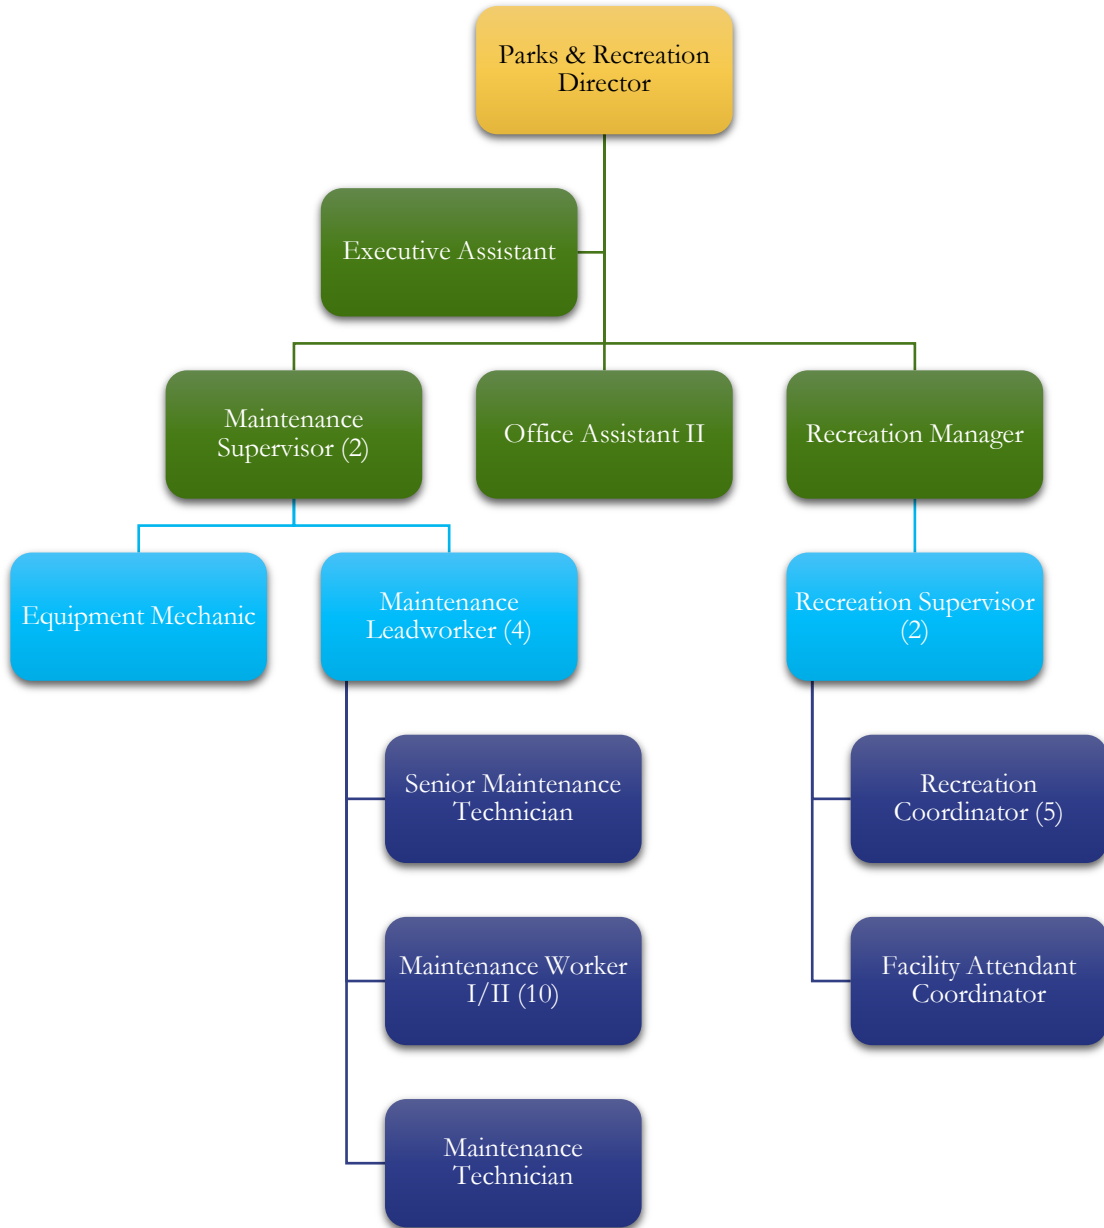 Parks & Recreation
Director
Executive Assistant
Maintenance
Supervisor (2)
Office Assistant II
Recreation Manager
Equipment Mechanic
Maintenance
Leadworker (4)
Recreation Supervisor
(2)
Senior Maintenance
Technician
Recreation
Coordinator (5)
Maintenance Worker
I/II (10)
Facility Attendant
Coordinator
Maintenance
Technician